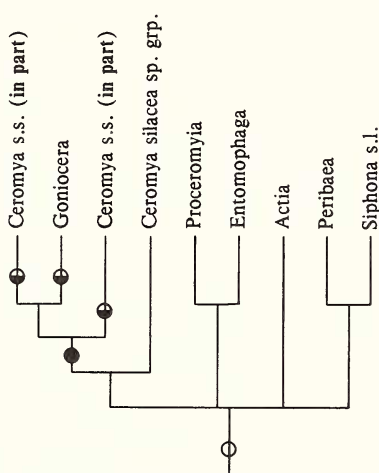 Ceromya s.s. (in part)
Goniocera
Ceromya s.s. (in part)
Ceromya silacea sp. grp.
Proceromyia
Entomophaga
Actia
Peribaea
Siphona s.l.